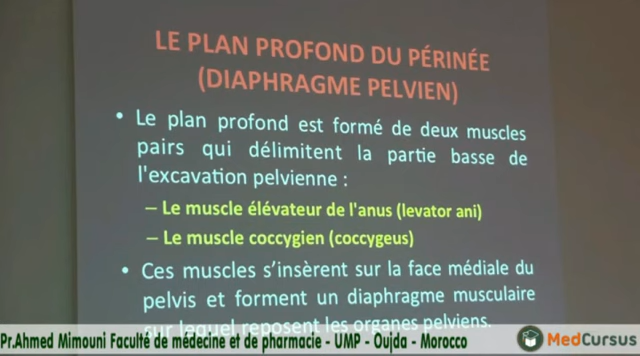 LE PLAN PROFOND DU PÉRINÉE
(DIAPHRAGME PELVIEN)
• Le plan profond est formé de deux muscles
pairs qui délimitent la partie basse de
l'excavation pelvienne :
– Le muscle élévateur de l'anus (levator ani)
– Le muscle coccygien (coccygeus)
• Ces muscles s'insèrent sur la face médiale du
pelvis et forment un diaphragme musculaire
sur lequel reposent les organes pelviens.
Pr.Ahmed Mimouni Faculté de médecine et de pharmacie - UMP - Oujda - Morocco
MedCursus